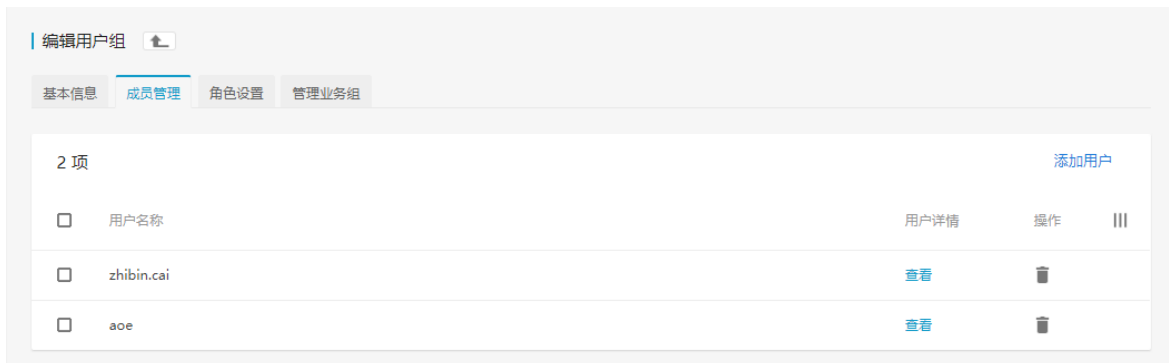 编辑用户组
基本信息 成员管理 角色设置 管理业务组
2 项 添加用户
用户名称 用户详情 操作
zhibin.cai 查看
aoe 查看